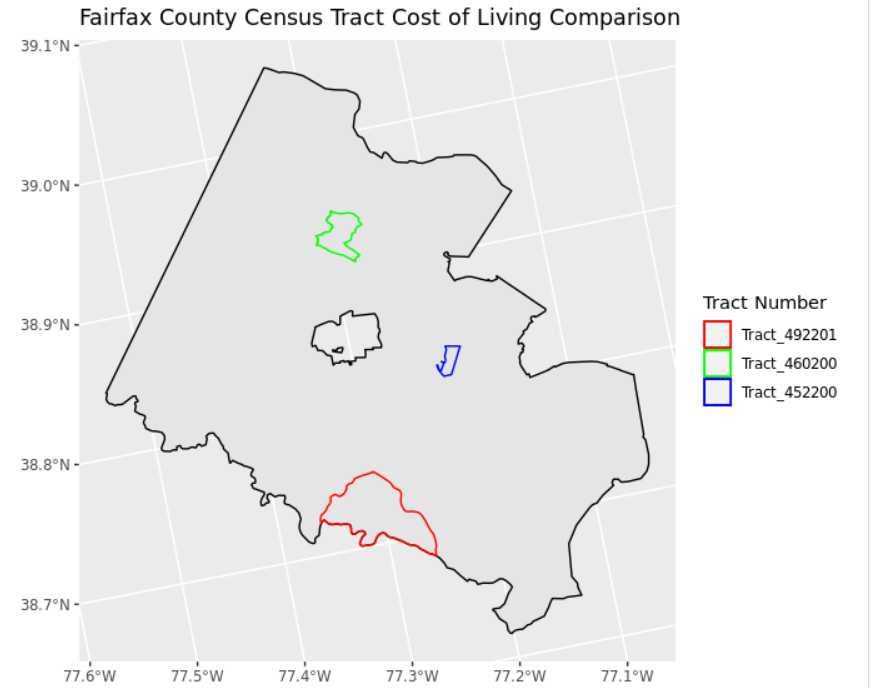 Fairfax County Census Tract Cost of Living Comparison
39.1°N
39.0°N
38.9°N
38.8°N
38.7°N
77.6°W 77.5°W 77.4°W 77.3°W 77.2°W 77.1°W
Tract Number
Tract_492201
Tract_460200
Tract_452200